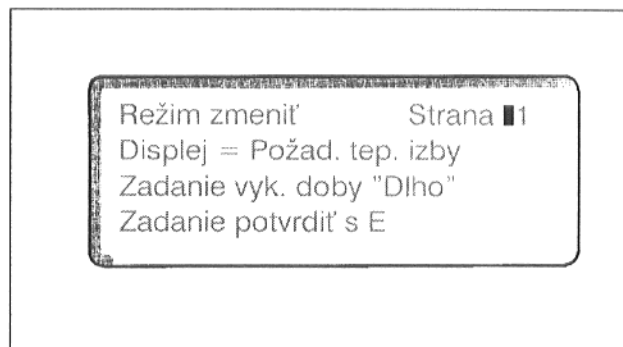 Režim zmeniť Strana 1
Displej = Požad. tep. izby
Zadanie vyk. doby "Dlho"
Zadanie potvrdiť s E